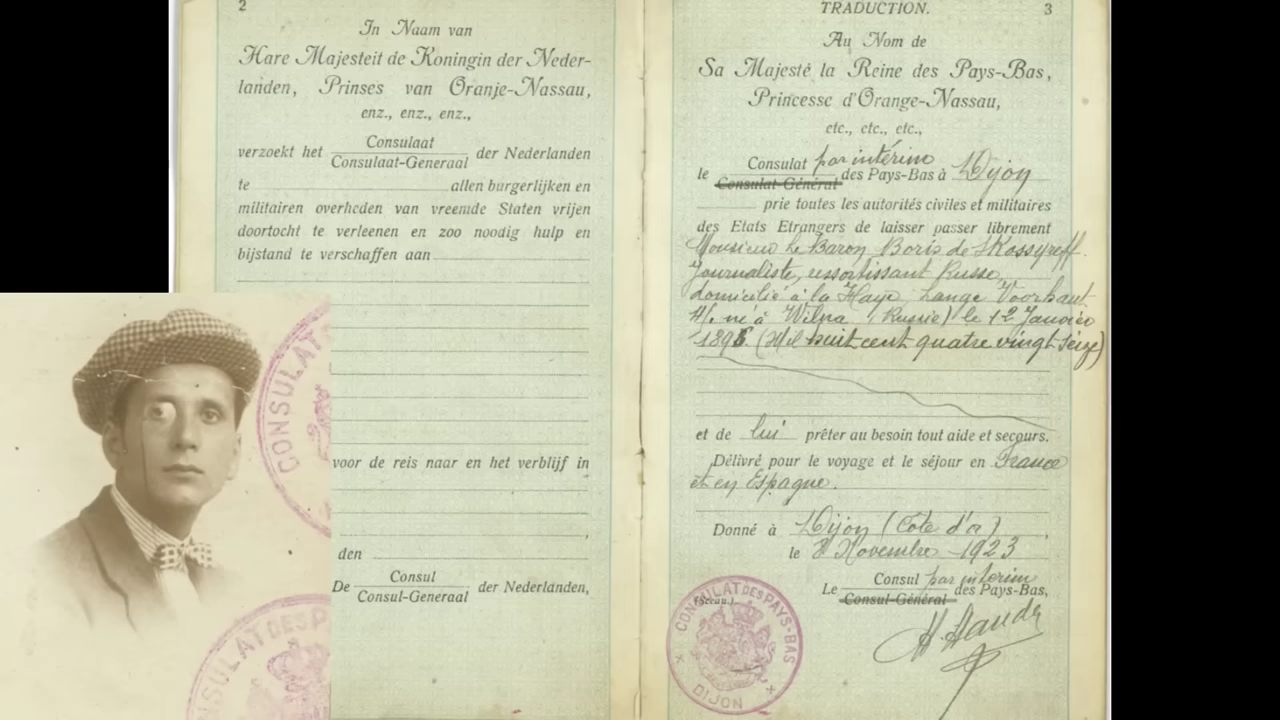 2
In Naam van
Hare Majesteit de Koningin der Neder-
landen, Prinses van Oranje-Nassau,
enz., enz., enz.,
verzoekt het Consulaat der Nederlanden
Consulaat-Generaal
te allen burgerlijken en
militairen overheden van vreemde Staten vrijen
doortocht te verleenen en zoo noodig hulp en
bijstand te verschaffen aan
voor de reis naar en het verblijf in
den
De Consul der Nederlanden,
Consul-Generaal
CONSULAT
NSULAT DES P
TRADUCTION.
3
Au Nom de
Sa Majesté la Reine des Pays-Bas,
Princesse d'Orange-Nassau,
etc., etc., etc.,
le Consulat par intérim des Pays-Bas à Dijon
Consulat-Général
prie toutes les autorités civiles et militaires
des Etats Etrangers de laisser passer librement
Monsieur le Baron Boris de Skossyreff
Journaliste, ressortissant Russe,
domicilié à la Haye, Lange Voorhaut
né à Wilna (Russie) le 12 Janvier
1896. (Mil huit cent quatre vingt seize)
et de lui prêter au besoin tout aide et secours.
Délivré pour le voyage et le séjour en France
et en Espagne.
Donné à Dijon (Côte d'or)
le 8 Novembre 1923
Le Consul par interim des Pays-Bas,
Consul-Général
(Sceau.)
CONSULAT DES PAYS-BAS
DIJON